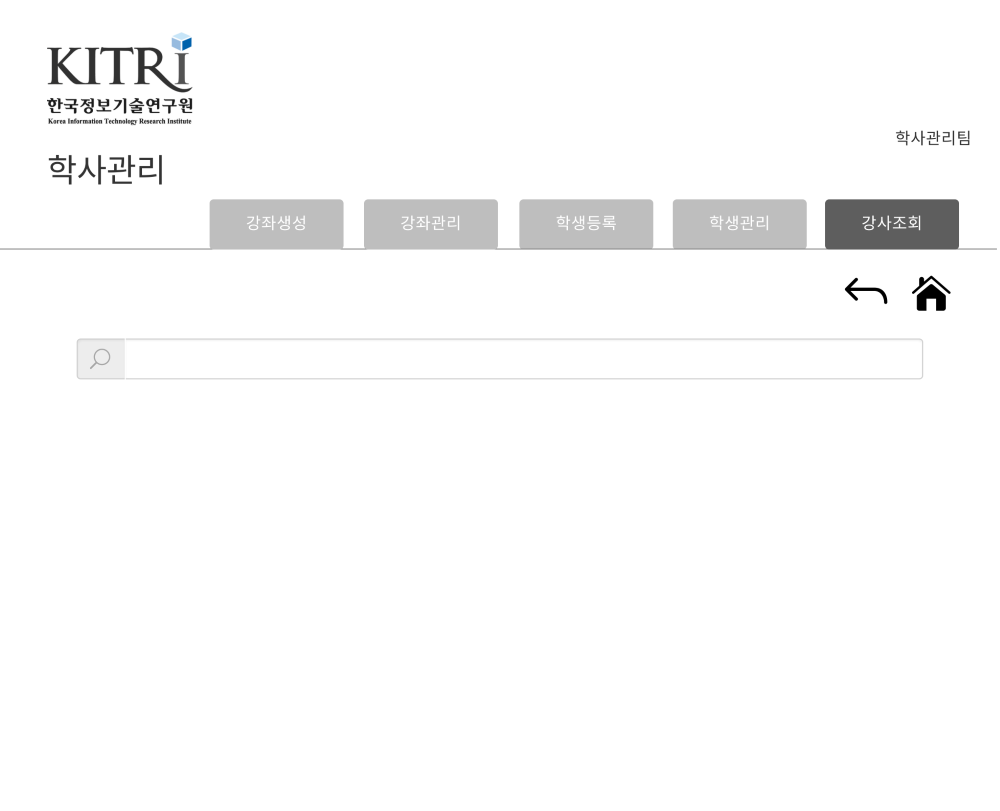 KITRI
한국정보기술연구원
Korea Information Technology Research Institute
학사관리팀
학사관리
강좌생성 강좌관리 학생등록 학생관리 강사조회